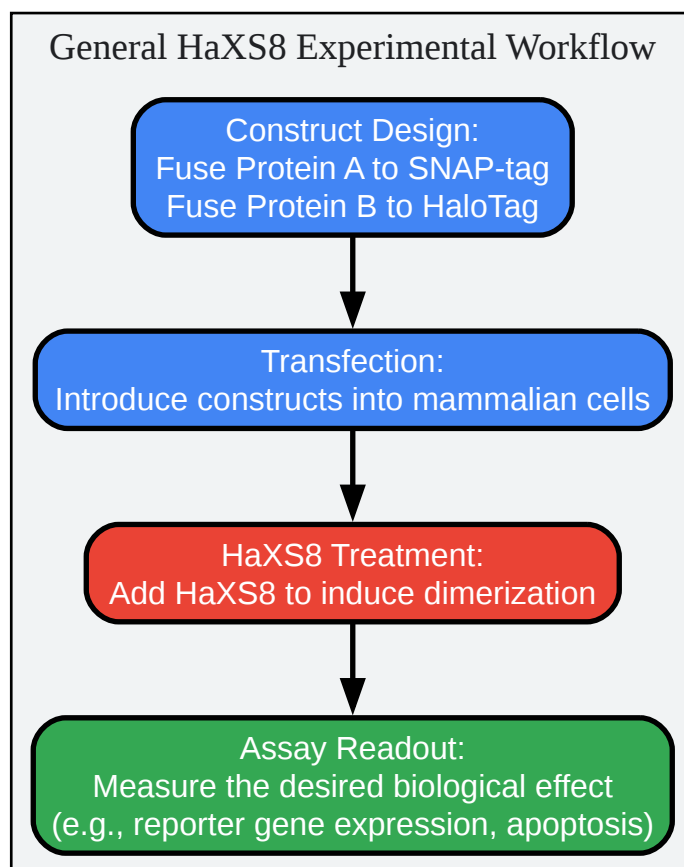 General HaXS8 Experimental Workflow
Construct Design:
Fuse Protein A to SNAP-tag
Fuse Protein B to HaloTag
Transfection:
Introduce constructs into mammalian cells
HaXS8 Treatment:
Add HaXS8 to induce dimerization
Assay Readout:
Measure the desired biological effect
(e.g., reporter gene expression, apoptosis)